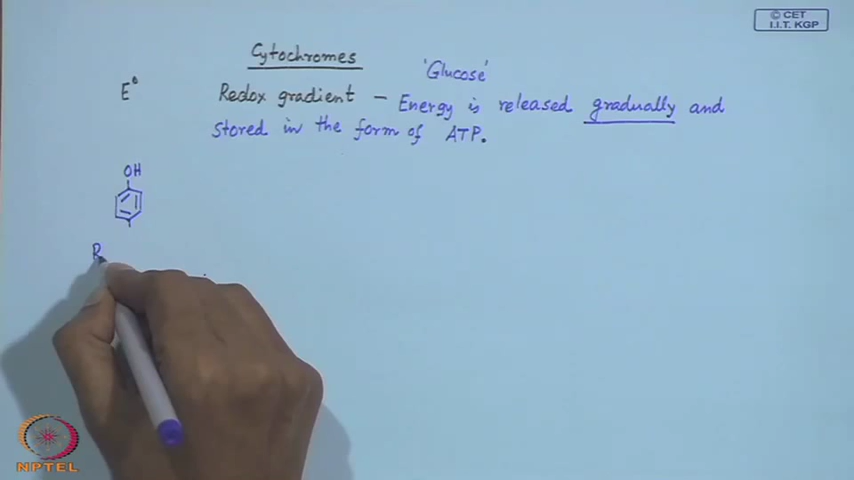 © CET
I.I.T. KGP
Cytochromes
'Glucose'
E°
Redox gradient – Energy is released gradually and
stored in the form of ATP.
OH
R
NPTEL